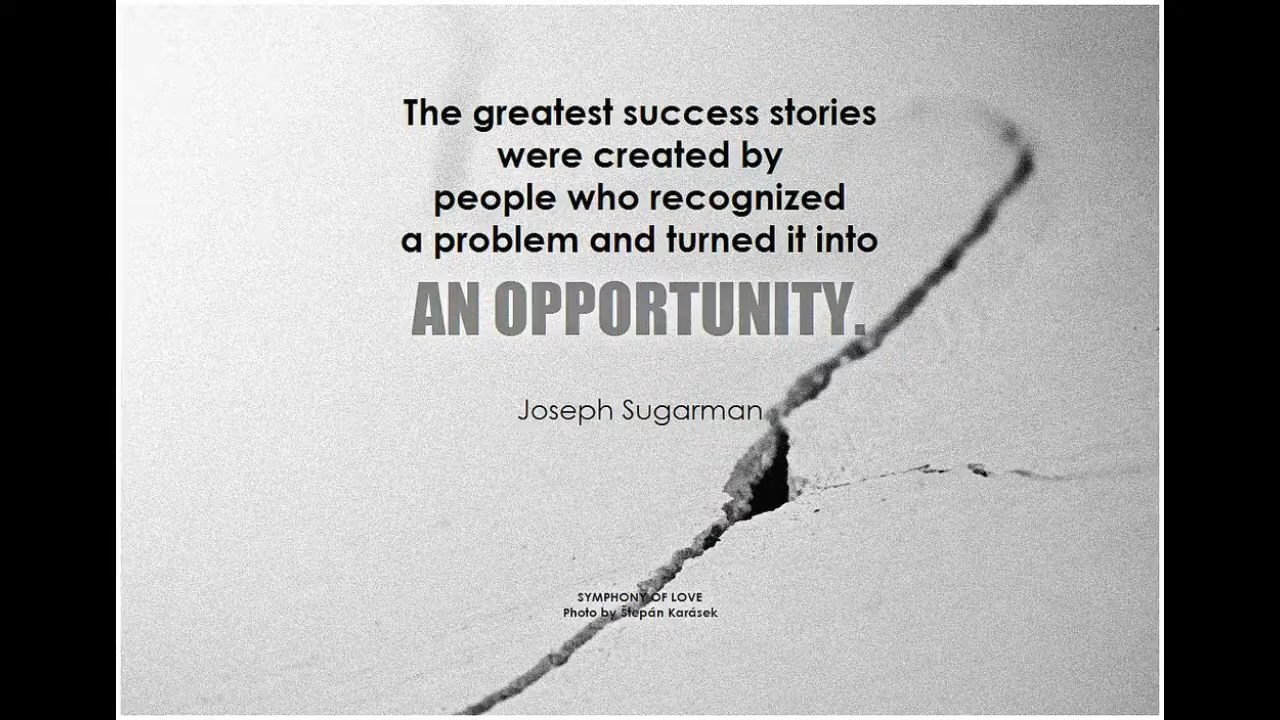 The greatest success stories
were created by
people who recognized
a problem and turned it into
AN OPPORTUNITY.
Joseph Sugarman
SYMPHONY OF LOVE
Photo by Štepán Karásek